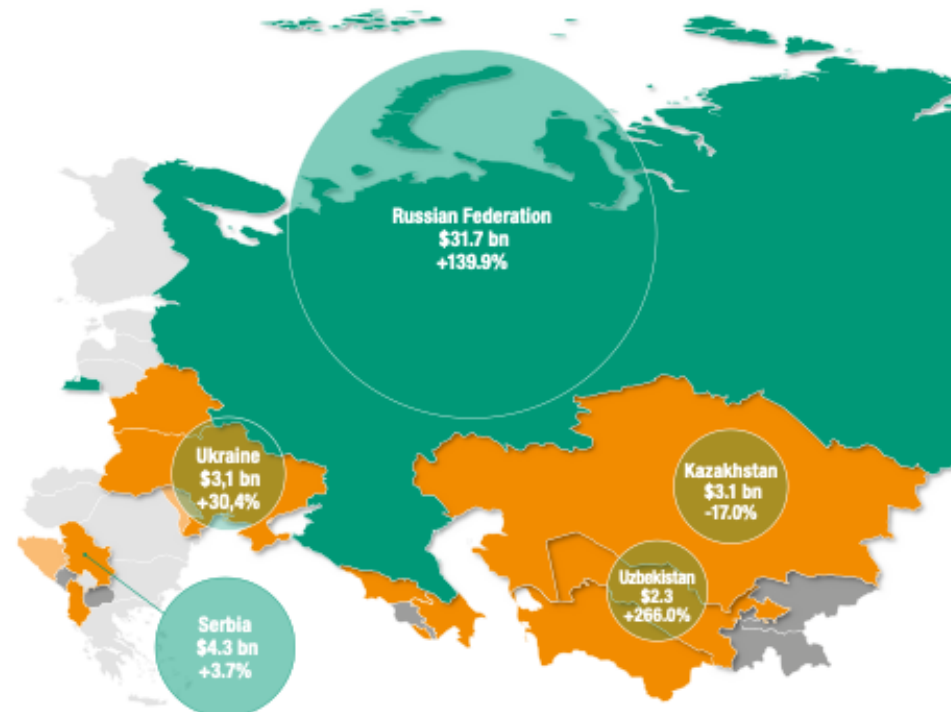 Russian Federation
$31.7 bn
+139.9%
Ukraine
$3,1 bn
+30,4%
Kazakhstan
$3.1 bn
-17.0%
Uzbekistan
$2.3
+266.0%
Serbia
$4.3 bn
+3.7%